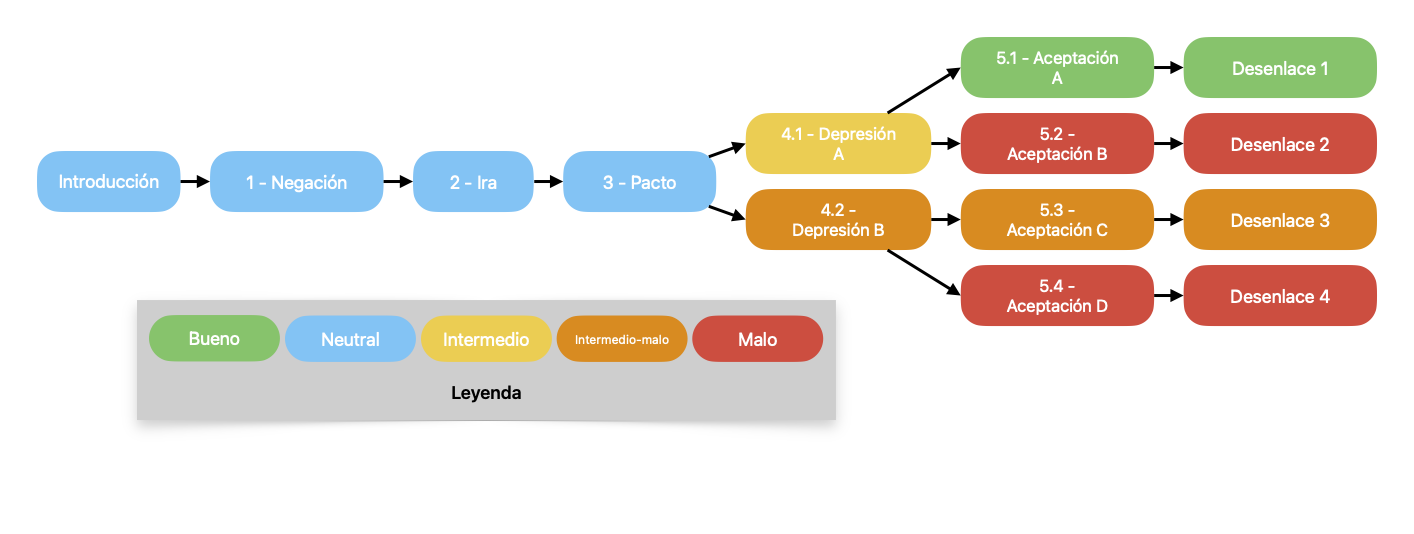 Introducción
1 - Negación
2 - Ira
3 - Pacto
4.1 - Depresión
A
4.2 -
Depresión B
5.1 - Aceptación
A
Desenlace 1
5.2 -
Aceptación B
Desenlace 2
5.3 -
Aceptación C
Desenlace 3
5.4 -
Aceptación D
Desenlace 4
Bueno
Neutral
Intermedio
Intermedio-malo
Malo
Leyenda